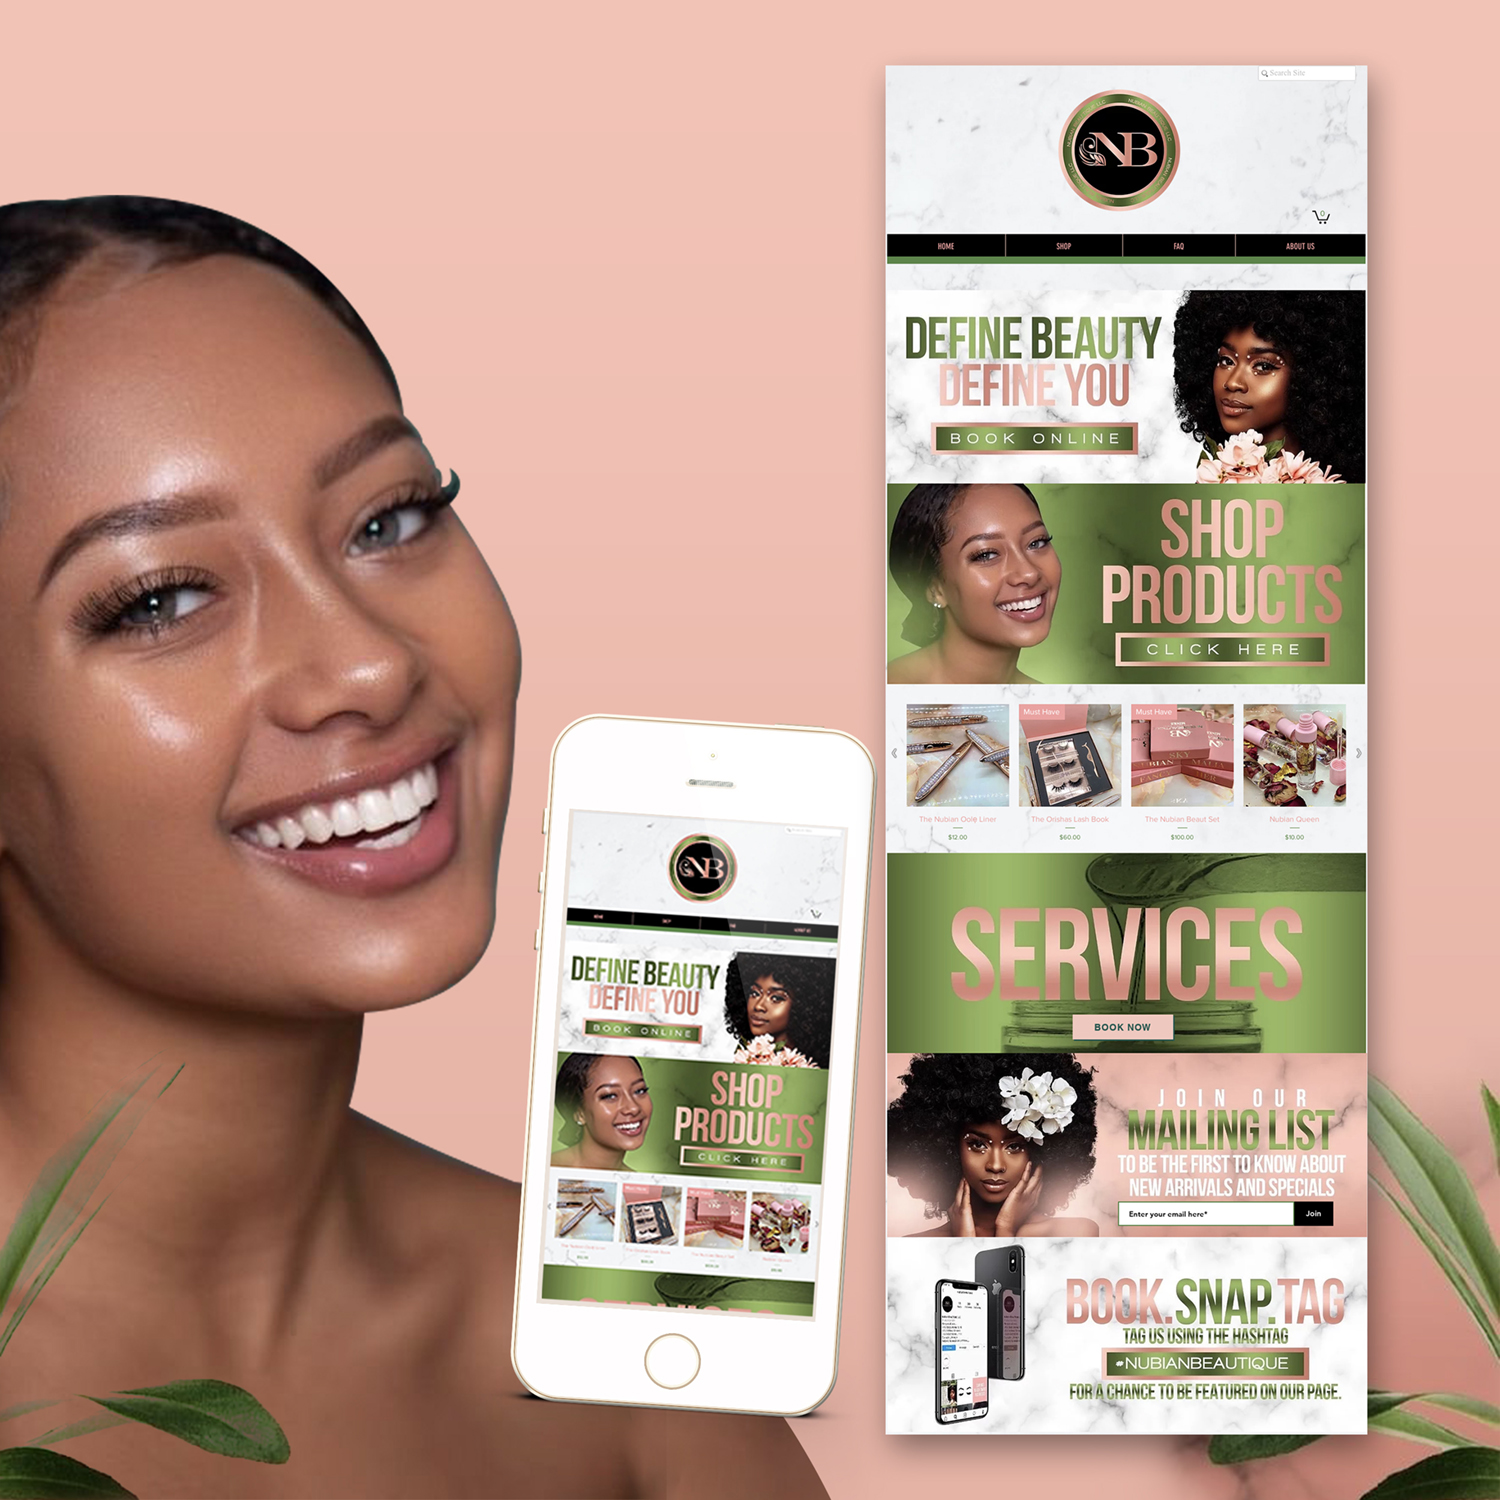 Search Site
NB
0
HOME
SHOP
FAQ
ABOUT US
DEFINE BEAUTY
DEFINE YOU
BOOK ONLINE
SHOP
PRODUCTS
CLICK HERE
Must Have
Must Have
The Nubian Oolé Liner
$12.00
The Orishas Lash Book
$60.00
The Nubian Beaut Set
$100.00
Nubian Queen
$10.00
SERVICES
BOOK NOW
JOIN OUR
MAILING LIST
TO BE THE FIRST TO KNOW ABOUT
NEW ARRIVALS AND SPECIALS
Enter your email here*
Join
BOOK.SNAP.TAG
TAG US USING THE HASHTAG
#NUBIANBEAUTIQUE
FOR A CHANCE TO BE FEATURED ON OUR PAGE.
NB
DEFINE BEAUTY
DEFINE YOU
BOOK ONLINE
SHOP
PRODUCTS
CLICK HERE